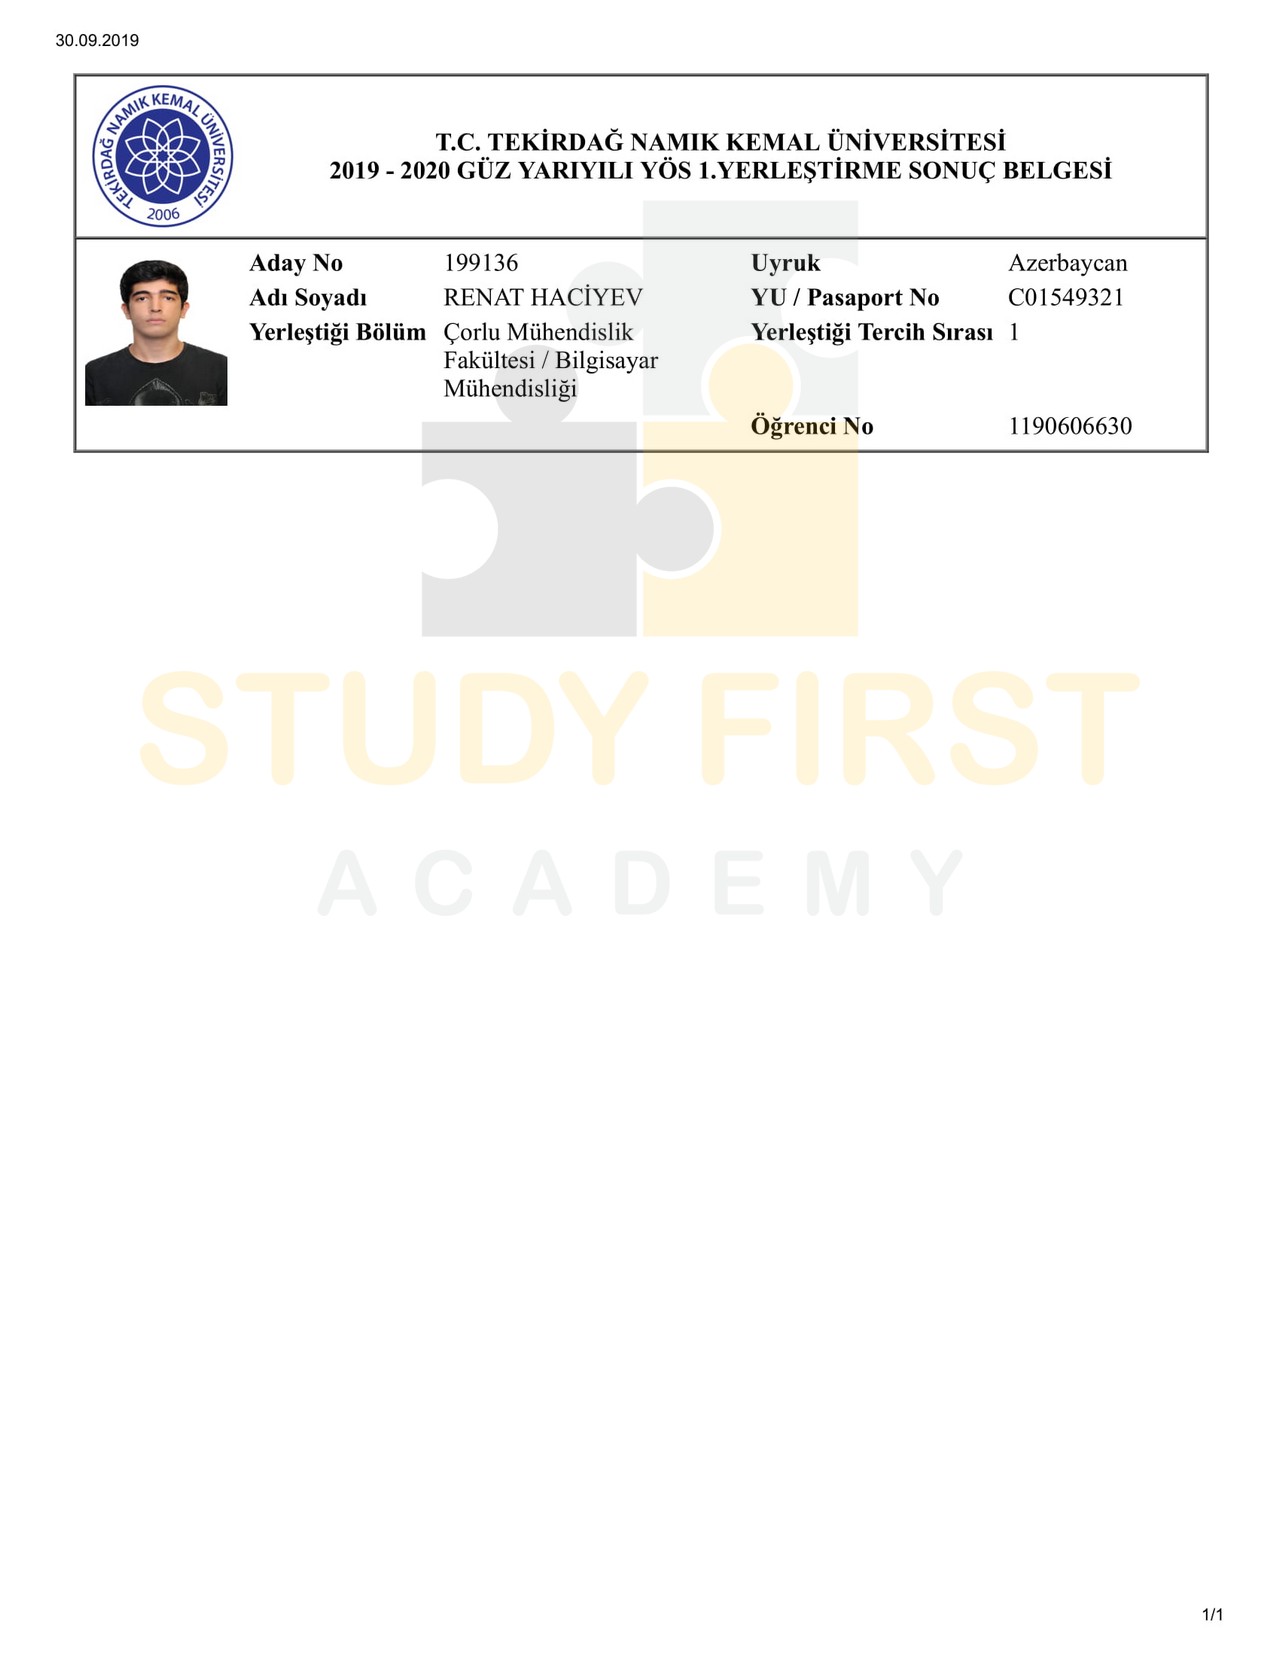 30.09.2019
TEKİRDAĞ NAMIK KEMAL ÜNİVERSİTESİ
2006
T.C. TEKİRDAĞ NAMIK KEMAL ÜNİVERSİTESİ
2019 - 2020 GÜZ YARIYILI YÖS 1.YERLEŞTİRME SONUÇ BELGESİ
Aday No 199136 Uyruk Azerbaycan
Adı Soyadı RENAT HACİYEV YU / Pasaport No C01549321
Yerleştiği Bölüm Çorlu Mühendislik Yerleştiği Tercih Sırası 1
Fakültesi / Bilgisayar
Mühendisliği
Öğrenci No 1190606630
STUDY FIRST
ACADEMY
1/1